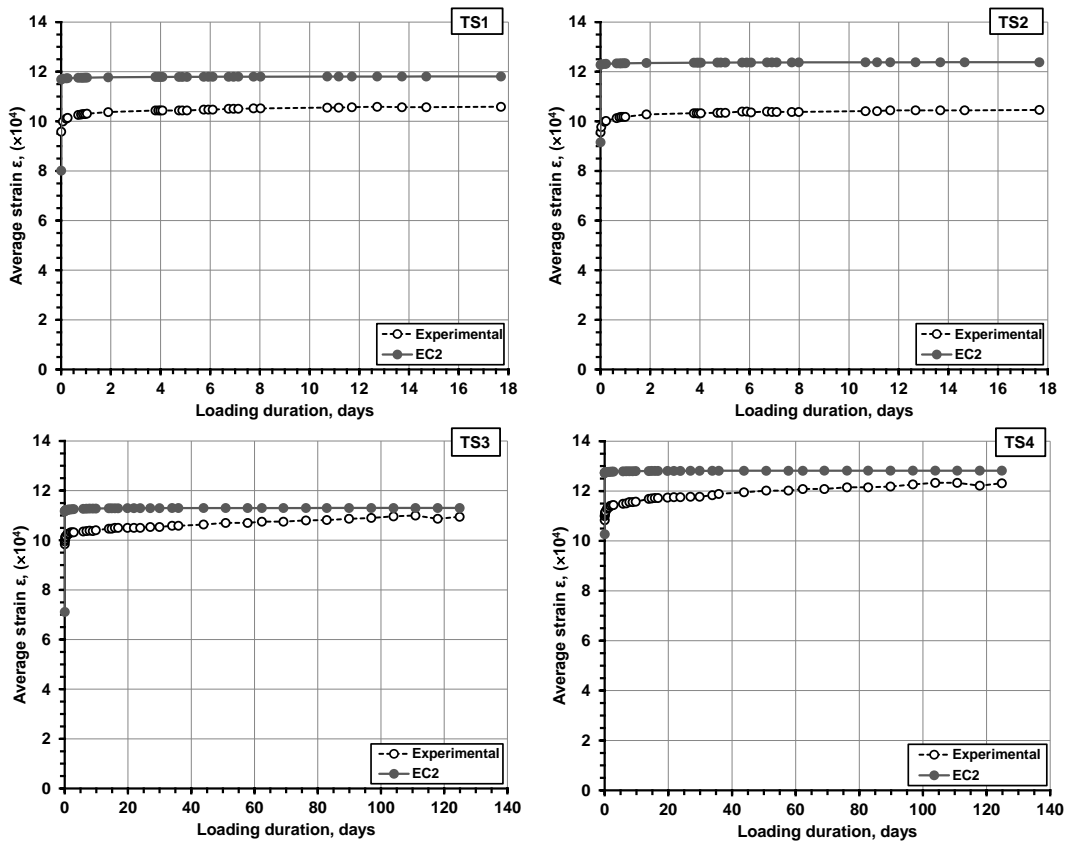 TS1
Average strain ε, (×10⁴)
14
12
10
8
6
4
2
0
Experimental
EC2
0 2 4 6 8 10 12 14 16 18
Loading duration, days
TS2
Average strain ε, (×10⁴)
14
12
10
8
6
4
2
0
Experimental
EC2
0 2 4 6 8 10 12 14 16 18
Loading duration, days
TS3
Average strain ε, (×10⁴)
14
12
10
8
6
4
2
0
Experimental
EC2
0 20 40 60 80 100 120 140
Loading duration, days
TS4
Average strain ε, (×10⁴)
14
12
10
8
6
4
2
0
Experimental
EC2
0 20 40 60 80 100 120 140
Loading duration, days